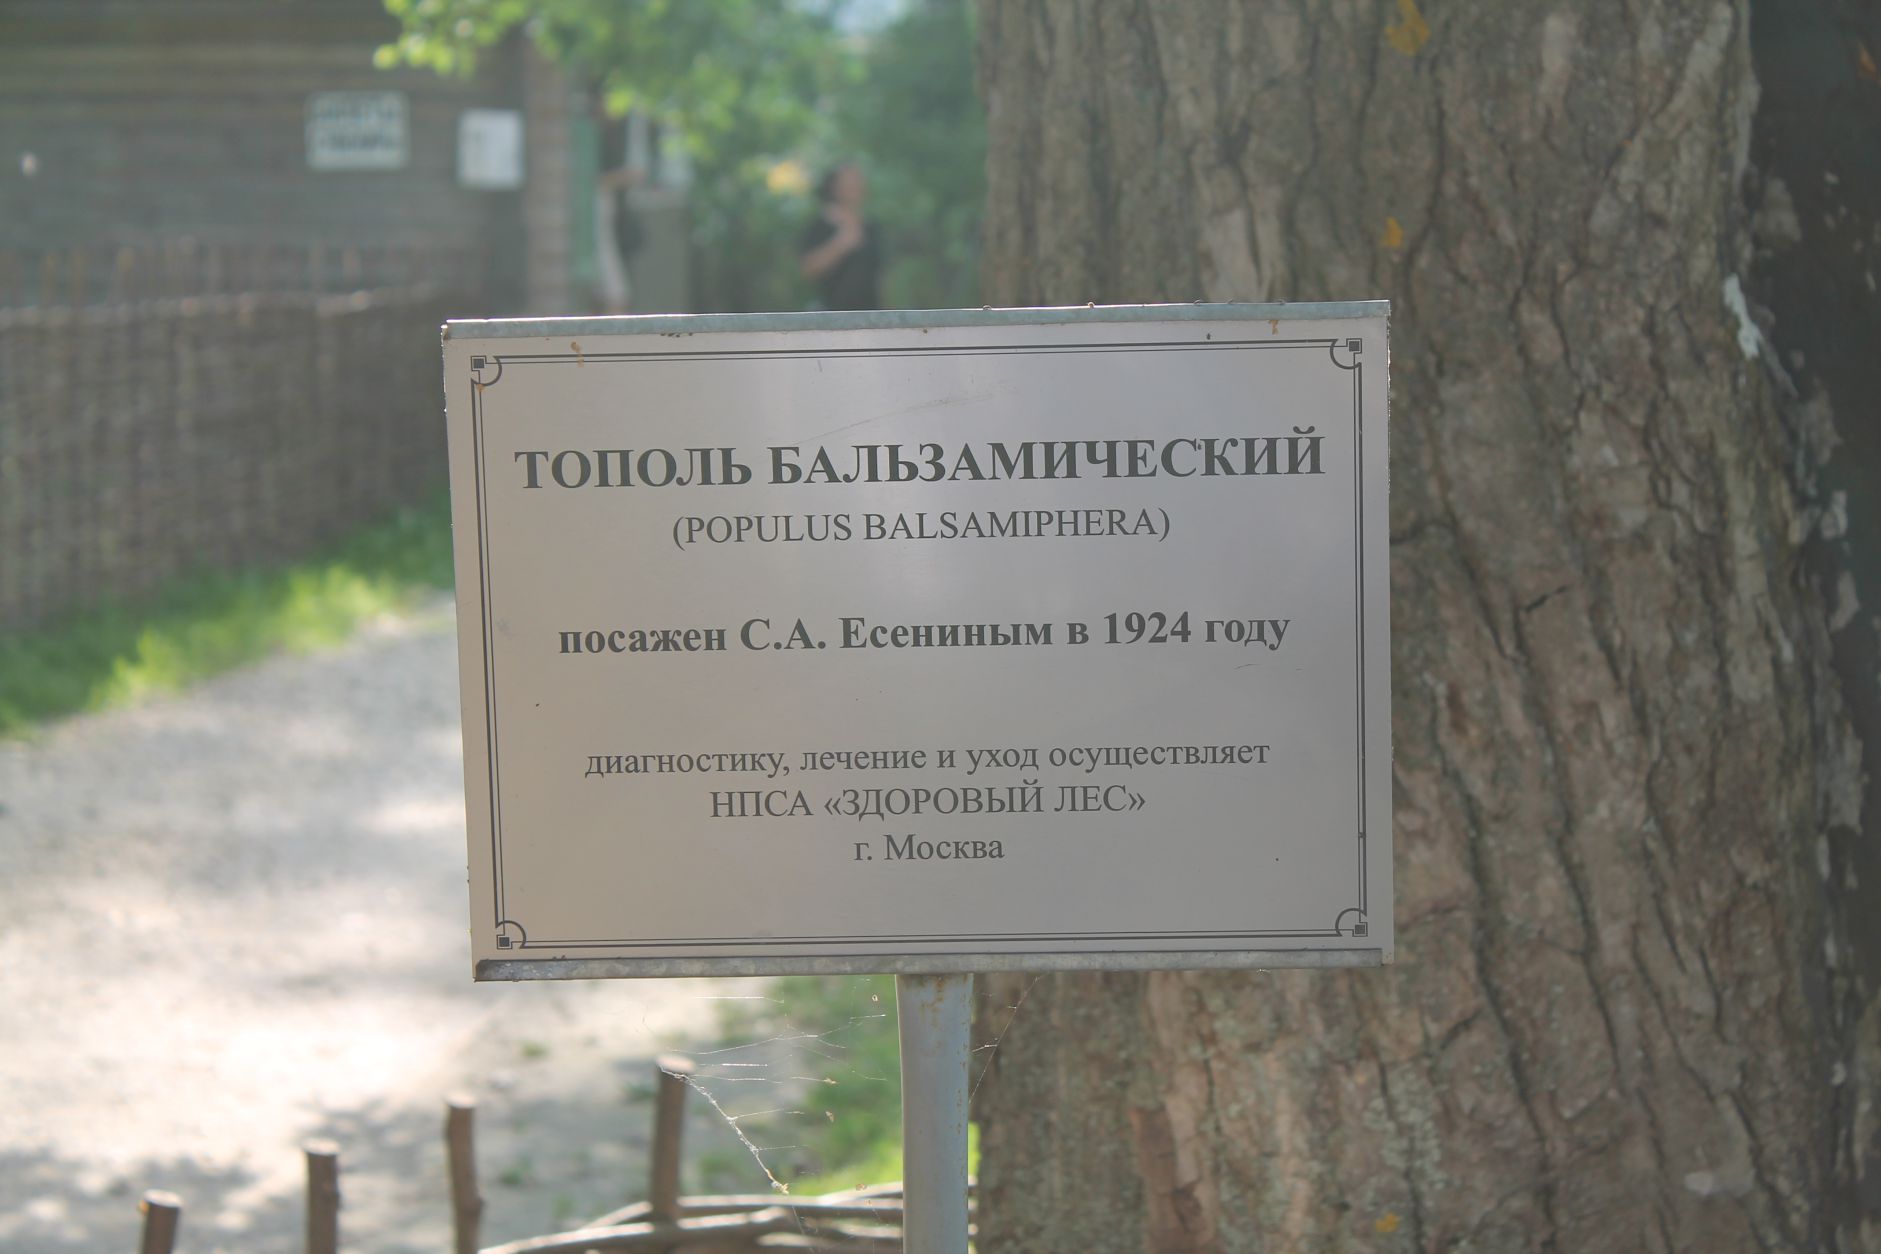 ТОПОЛЬ БАЛЬЗАМИЧЕСКИЙ
(POPULUS BALSAMIPHERA)
посажен С.А. Есениным в 1924 году
диагностику, лечение и уход осуществляет
НПСА «ЗДОРОВЫЙ ЛЕС»
г. Москва